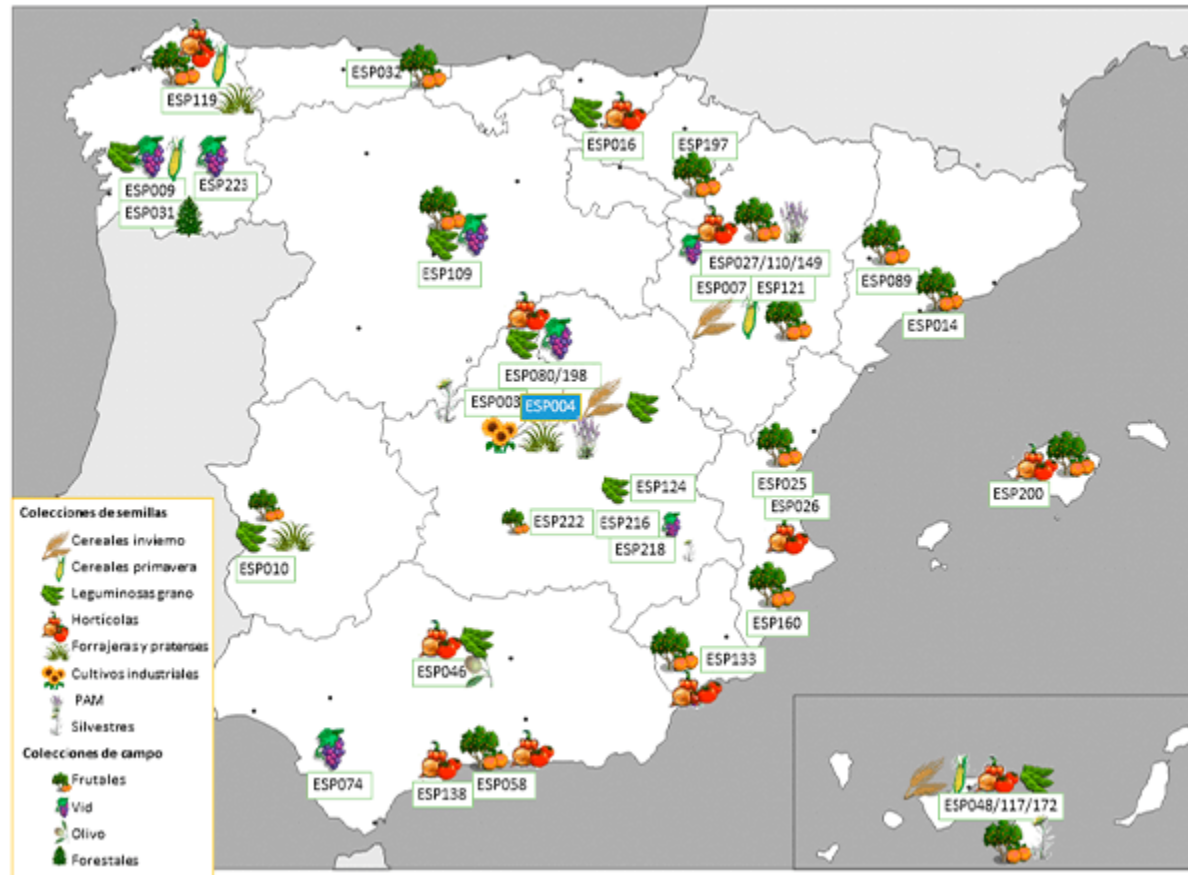 ESP119
ESP032
ESP016
ESP197
ESP009
ESP223
ESP031
ESP109
ESP027/110/149
ESP007
ESP121
ESP089
ESP014
ESP080/198
ESP003
ESP004
ESP124
ESP222
ESP216
ESP218
ESP025
ESP026
ESP200
ESP010
ESP160
ESP046
ESP133
ESP074
ESP138
ESP058
ESP048/117/172
Colecciones de semillas
Cereales invierno
Cereales primavera
Leguminosas grano
Hortícolas
Forrajeras y pratenses
Cultivos industriales
PAM
Silvestres
Colecciones de campo
Frutales
Vid
Olivo
Forestales